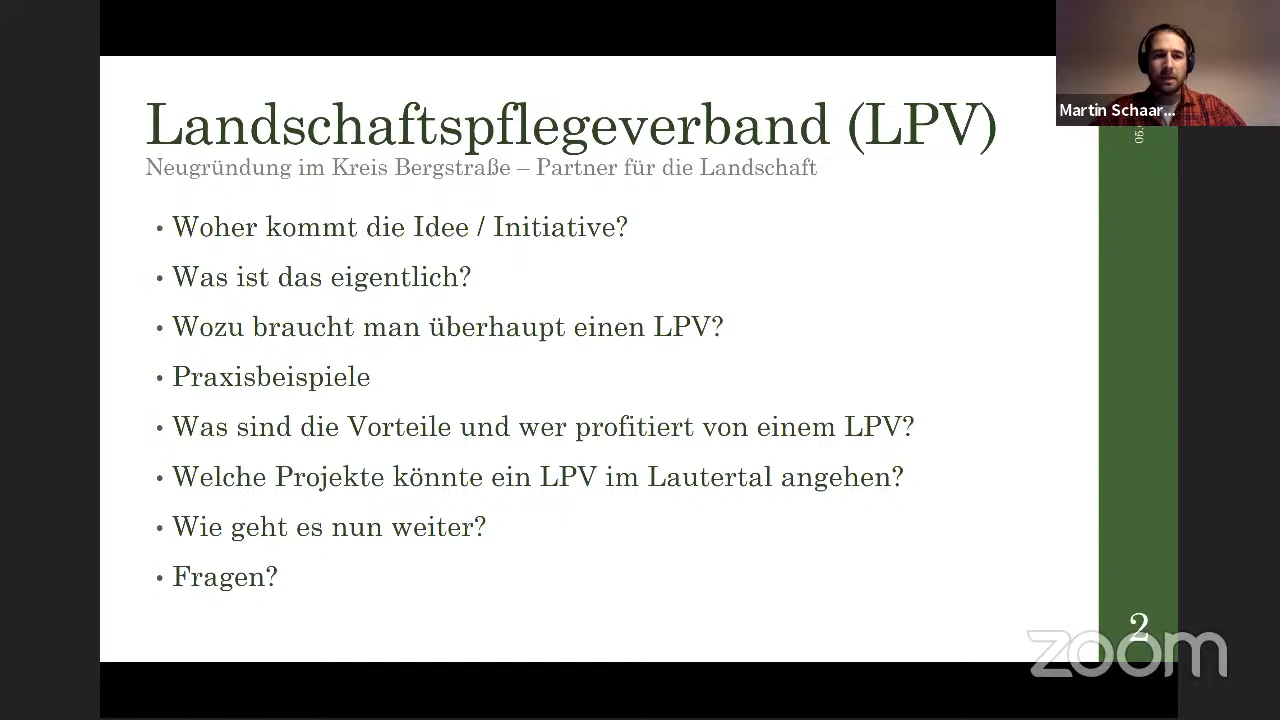 Landschaftspflegeverband (LPV)
Neugründung im Kreis Bergstraße – Partner für die Landschaft
• Woher kommt die Idee / Initiative?
• Was ist das eigentlich?
• Wozu braucht man überhaupt einen LPV?
• Praxisbeispiele
• Was sind die Vorteile und wer profitiert von einem LPV?
• Welche Projekte könnte ein LPV im Lautertal angehen?
• Wie geht es nun weiter?
• Fragen?
Martin Schaar...
05.
2
zoom